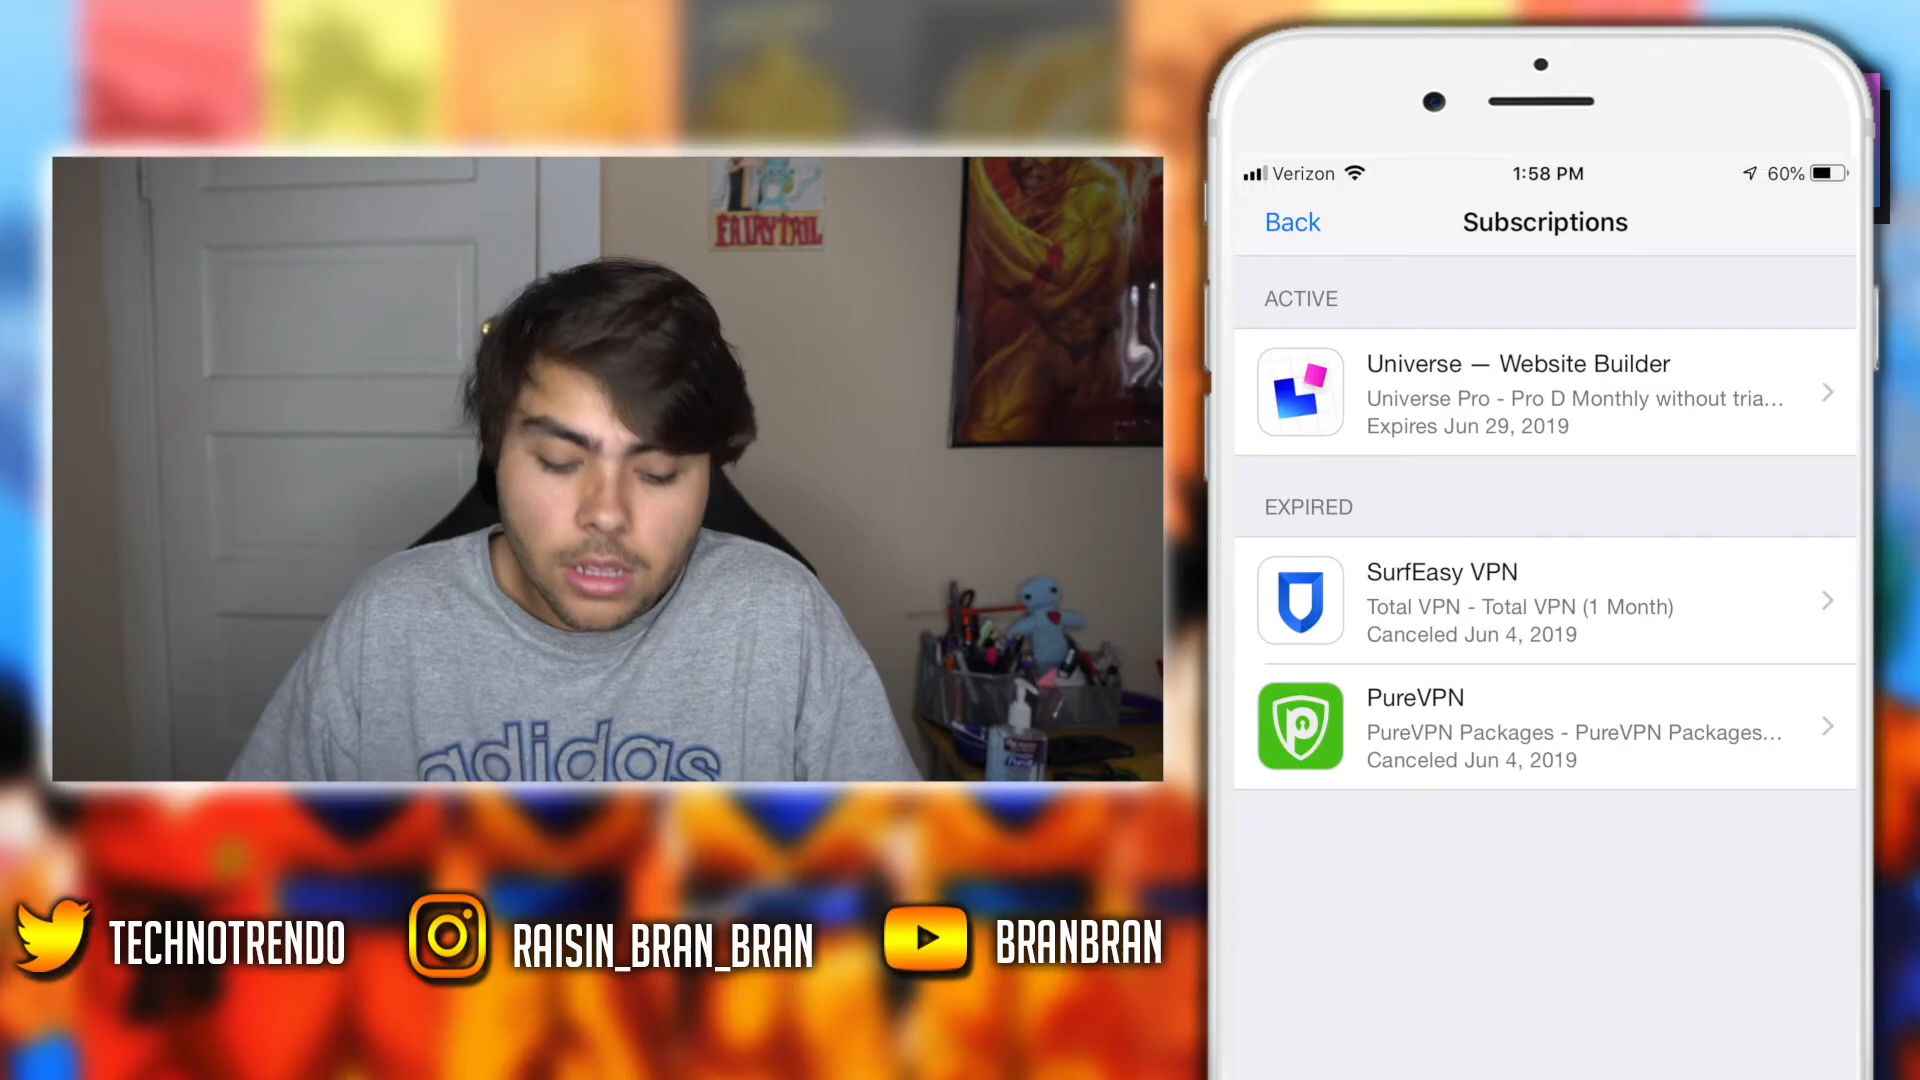 FAIRYTAIL
adidas
TECHNOTRENDO
RAISIN_BRAN_BRAN
BRANBRAN
Verizon
1:58 PM
60%
Back
Subscriptions
ACTIVE
Universe — Website Builder
Universe Pro - Pro D Monthly without tria...
Expires Jun 29, 2019
EXPIRED
SurfEasy VPN
Total VPN - Total VPN (1 Month)
Canceled Jun 4, 2019
PureVPN
PureVPN Packages - PureVPN Packages...
Canceled Jun 4, 2019